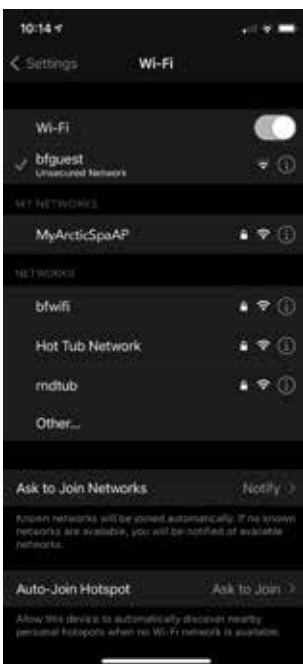 10:14
Settings
Wi-Fi
Wi-Fi
bfguest
Unsecured Network
MY NETWORKS
MyArcticSpaAP
NETWORKS
bfwifi
Hot Tub Network
rndtub
Other...
Ask to Join Networks
Notify
Known networks will be joined automatically. If no known
networks are available, you will be notified of available
networks.
Auto-Join Hotspot
Ask to Join
Allow this device to automatically discover nearby
personal hotspots when no Wi-Fi network is available.